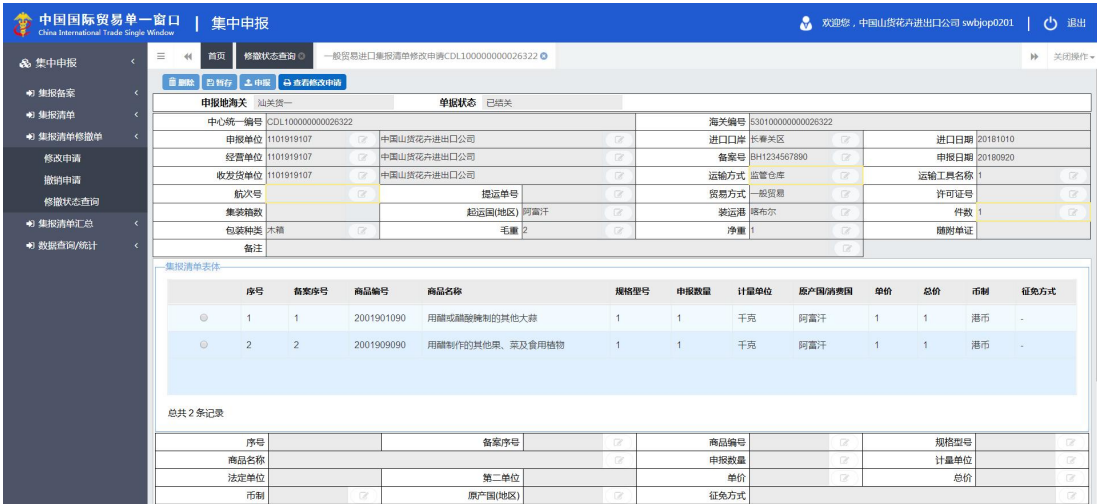 中国国际贸易单一窗口 | 集中申报
China International Trade Single Window
欢迎您，中国山货花卉进出口公司 swbjop0201 | 退出
集中申报
集报备案
集报清单
集报清单修撤单
修改申请
撤销申请
修撤状态查询
集报清单汇总
数据查询/统计
首页 修撤状态查询 一般贸易进口集报清单修改申请CDL100000000026322 关闭操作
删除 暂存 申报 查看修改申请
申报地海关 汕关货一 单据状态 已结关
中心统一编号 CDL100000000026322 海关编号 530100000000026322
申报单位 1101919107 中国山货花卉进出口公司 进口口岸 长春关区 进口日期 20181010
经营单位 1101919107 中国山货花卉进出口公司 备案号 BH1234567890 申报日期 20180920
收发货单位 1101919107 中国山货花卉进出口公司 运输方式 监管仓库 运输工具名称 1
航次号 提运单号 贸易方式 一般贸易 许可证号
集装箱数 起运国(地区) 阿富汗 装运港 喀布尔 件数 1
包装种类 木箱 毛重 2 净重 1 随附单证
备注
集报清单表体
序号 备案序号 商品编号 商品名称 规格型号 申报数量 计量单位 原产国/消费国 单价 总价 币制 征免方式
1 1 2001901090 用醋或醋酸腌制的其他大蒜 1 1 千克 阿富汗 1 1 港币 -
2 2 2001909090 用醋制作的其他果、菜及食用植物 1 1 千克 阿富汗 1 1 港币 -
总共 2 条记录
序号 备案序号 商品编号 规格型号
商品名称 申报数量 计量单位
法定单位 第二单位 单价 总价
币制 原产国(地区) 征免方式